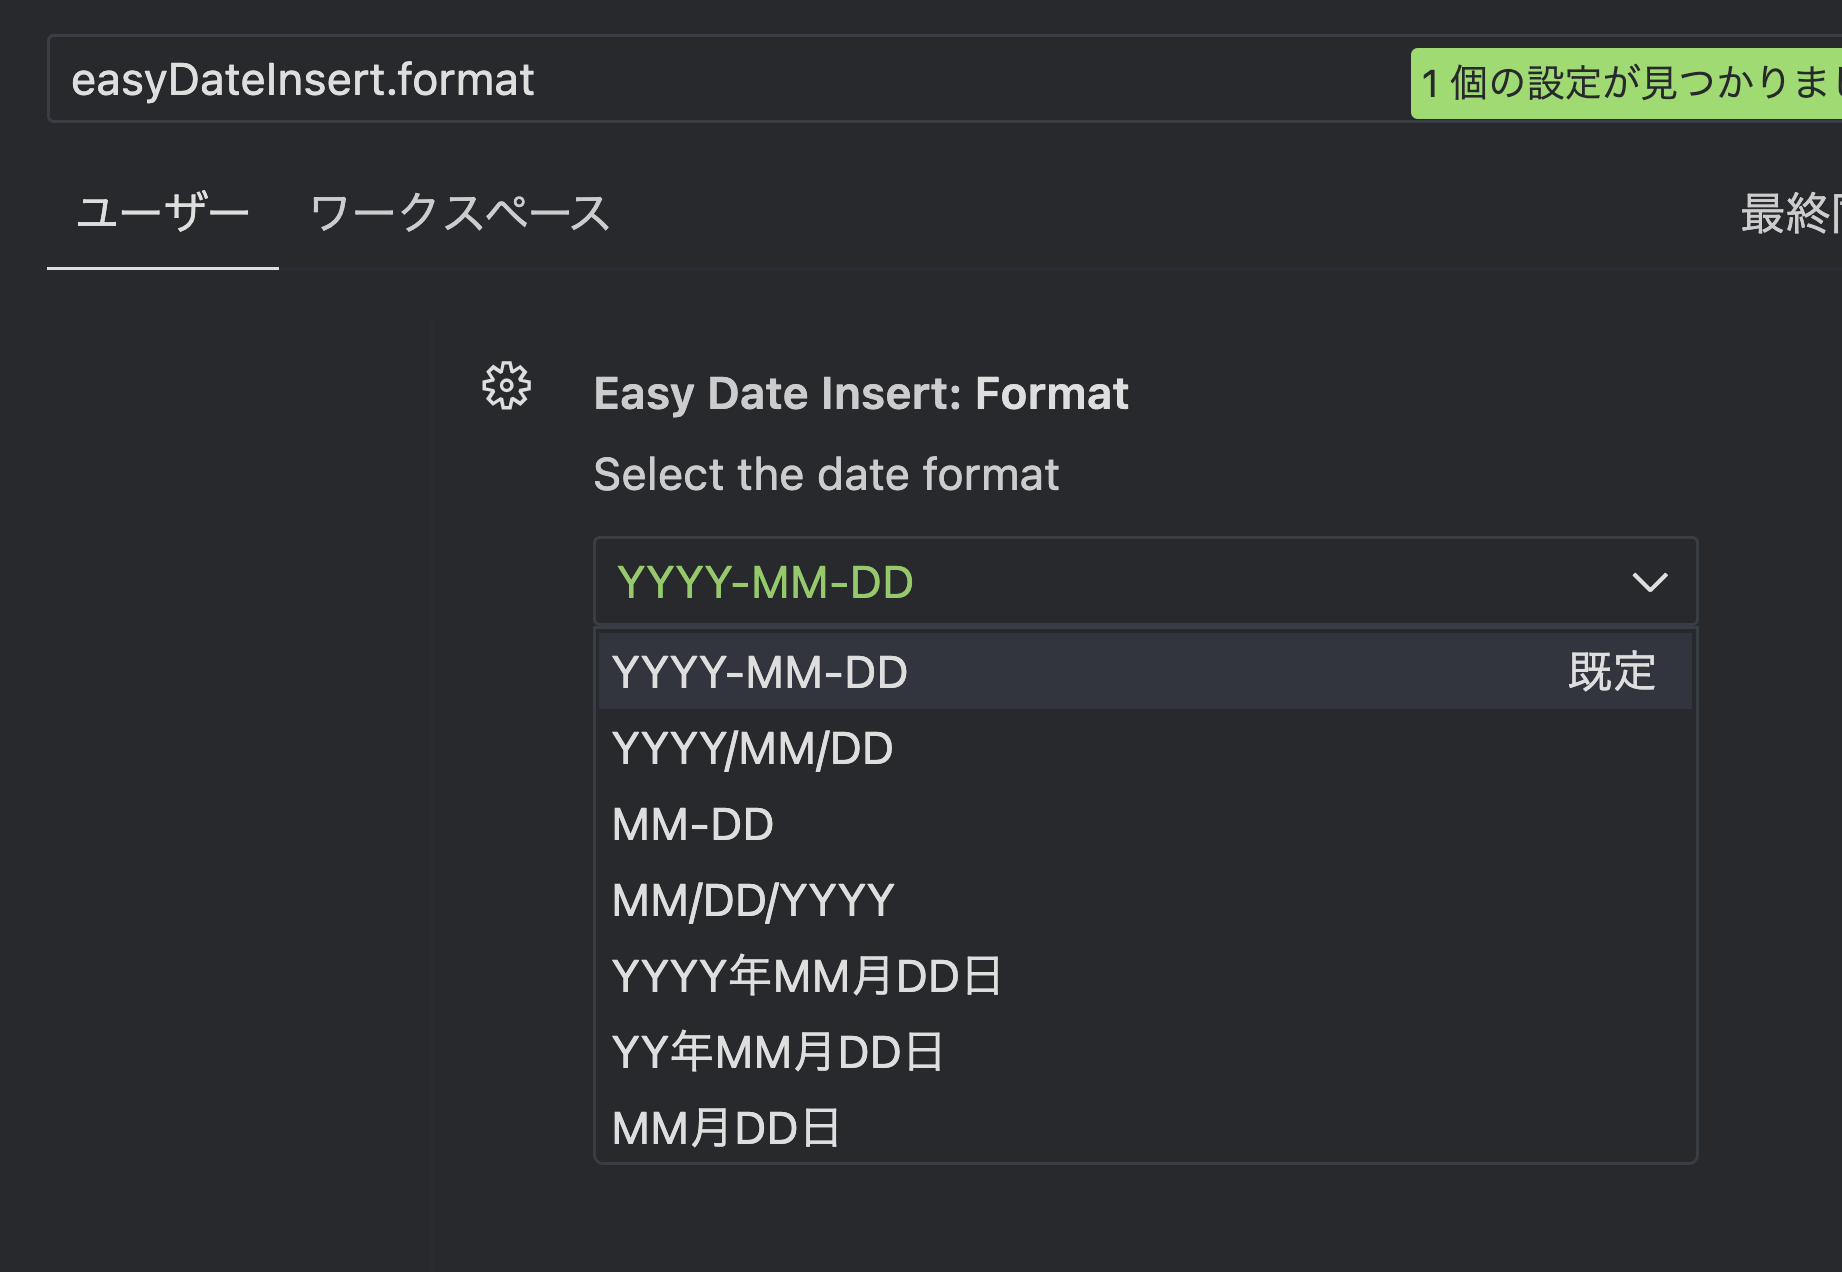 easyDateInsert.format
1 個の設定が見つかりまし
ユーザー ワークスペース
最終
Easy Date Insert: Format
Select the date format
YYYY-MM-DD
YYYY-MM-DD 既定
YYYY/MM/DD
MM-DD
MM/DD/YYYY
YYYY年MM月DD日
YY年MM月DD日
MM月DD日